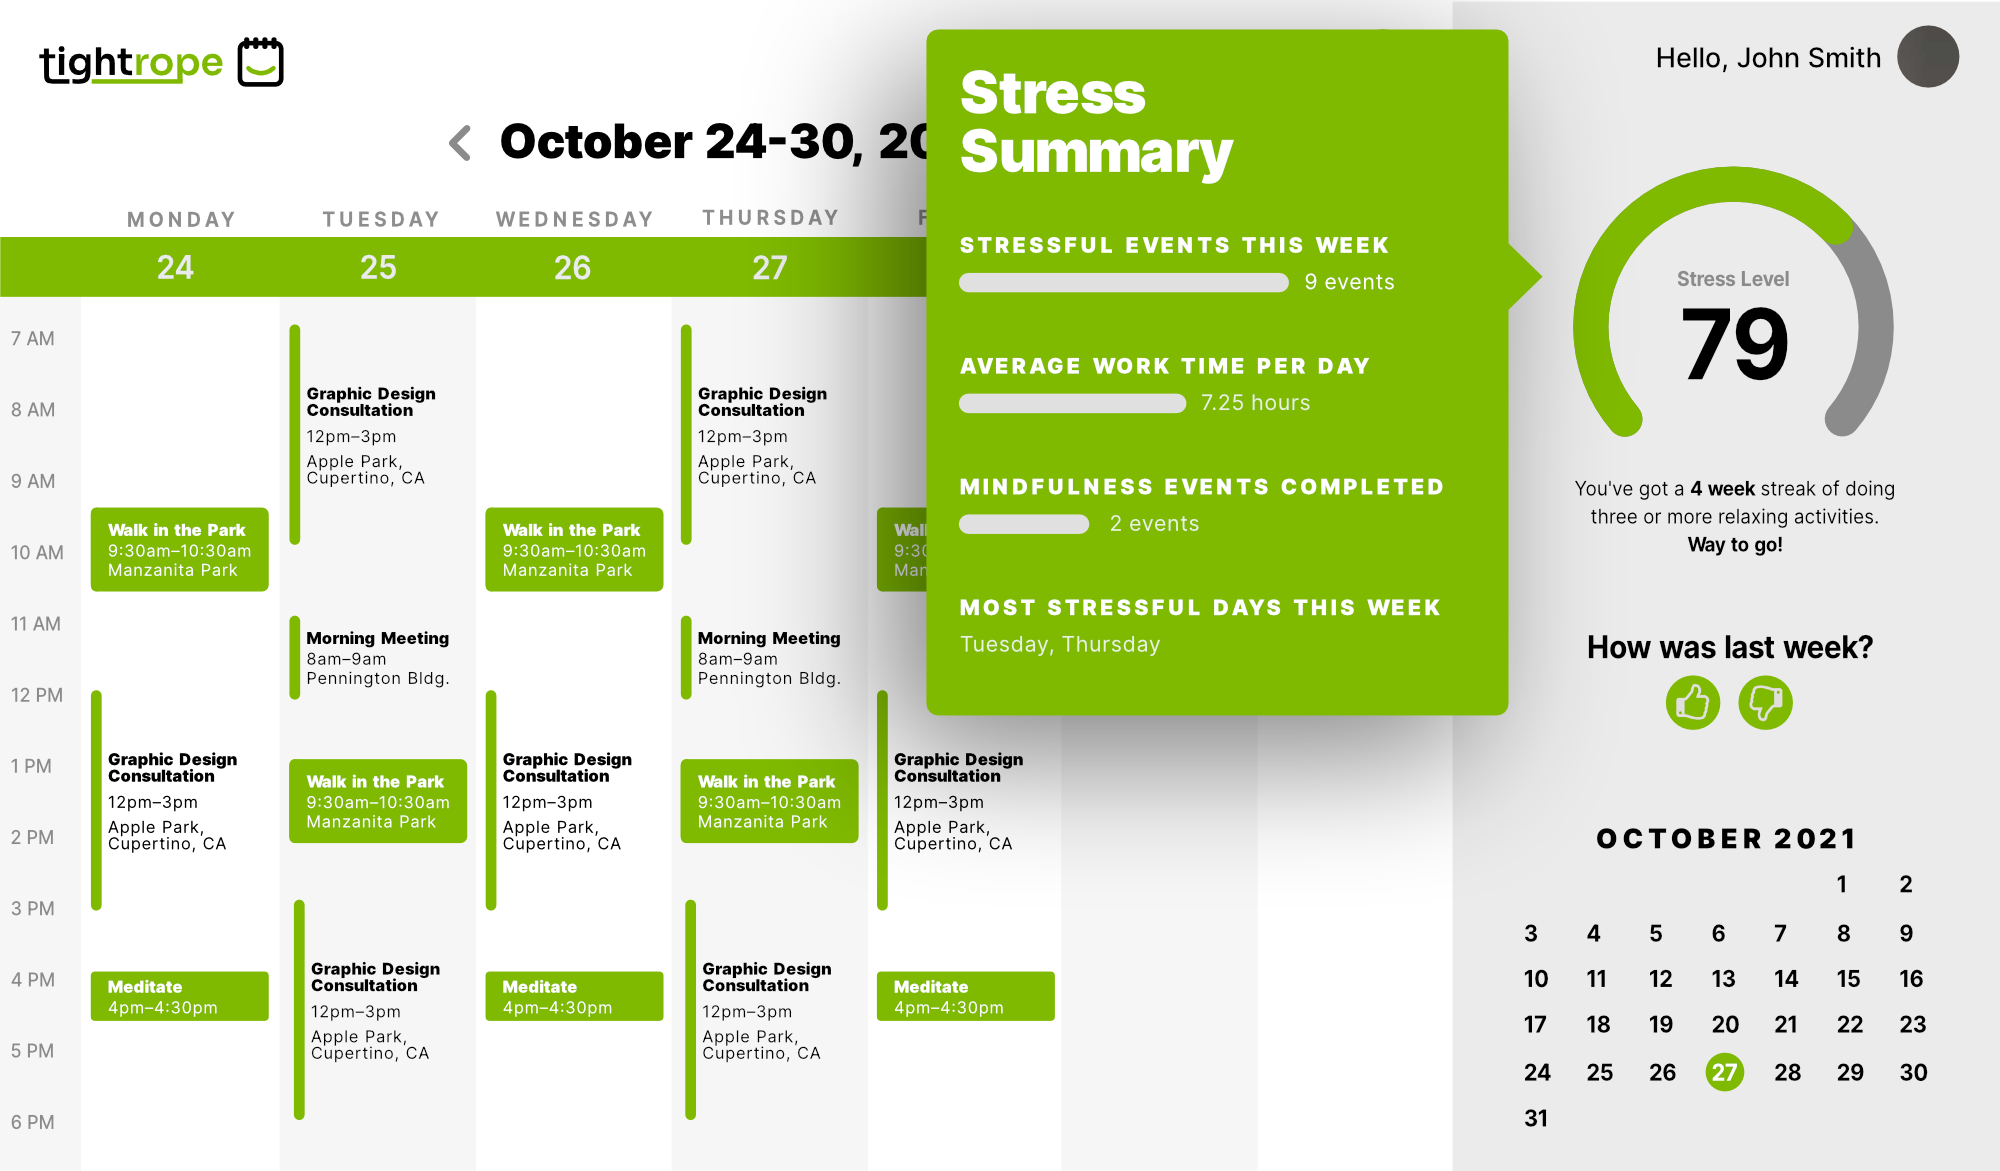 tightrope
Hello, John Smith
October 24-30, 20
MONDAY
TUESDAY
WEDNESDAY
THURSDAY
F
24
25
26
27
7 AM
8 AM
9 AM
10 AM
11 AM
12 PM
1 PM
2 PM
3 PM
4 PM
5 PM
6 PM
Walk in the Park
9:30am–10:30am
Manzanita Park
Graphic Design
Consultation
12pm–3pm
Apple Park,
Cupertino, CA
Meditate
4pm–4:30pm
Graphic Design
Consultation
12pm–3pm
Apple Park,
Cupertino, CA
Morning Meeting
8am–9am
Pennington Bldg.
Walk in the Park
9:30am–10:30am
Manzanita Park
Graphic Design
Consultation
12pm–3pm
Apple Park,
Cupertino, CA
Walk in the Park
9:30am–10:30am
Manzanita Park
Graphic Design
Consultation
12pm–3pm
Apple Park,
Cupertino, CA
Meditate
4pm–4:30pm
Graphic Design
Consultation
12pm–3pm
Apple Park,
Cupertino, CA
Morning Meeting
8am–9am
Pennington Bldg.
Walk in the Park
9:30am–10:30am
Manzanita Park
Graphic Design
Consultation
12pm–3pm
Apple Park,
Cupertino, CA
Wal
9:30
Man
Graphic Design
Consultation
12pm–3pm
Apple Park,
Cupertino, CA
Meditate
4pm–4:30pm
Stress
Summary
STRESSFUL EVENTS THIS WEEK
9 events
AVERAGE WORK TIME PER DAY
7.25 hours
MINDFULNESS EVENTS COMPLETED
2 events
MOST STRESSFUL DAYS THIS WEEK
Tuesday, Thursday
Stress Level
79
You've got a 4 week streak of doing
three or more relaxing activities.
Way to go!
How was last week?
OCTOBER 2021
1 2
3 4 5 6 7 8 9
10 11 12 13 14 15 16
17 18 19 20 21 22 23
24 25 26 27 28 29 30
31